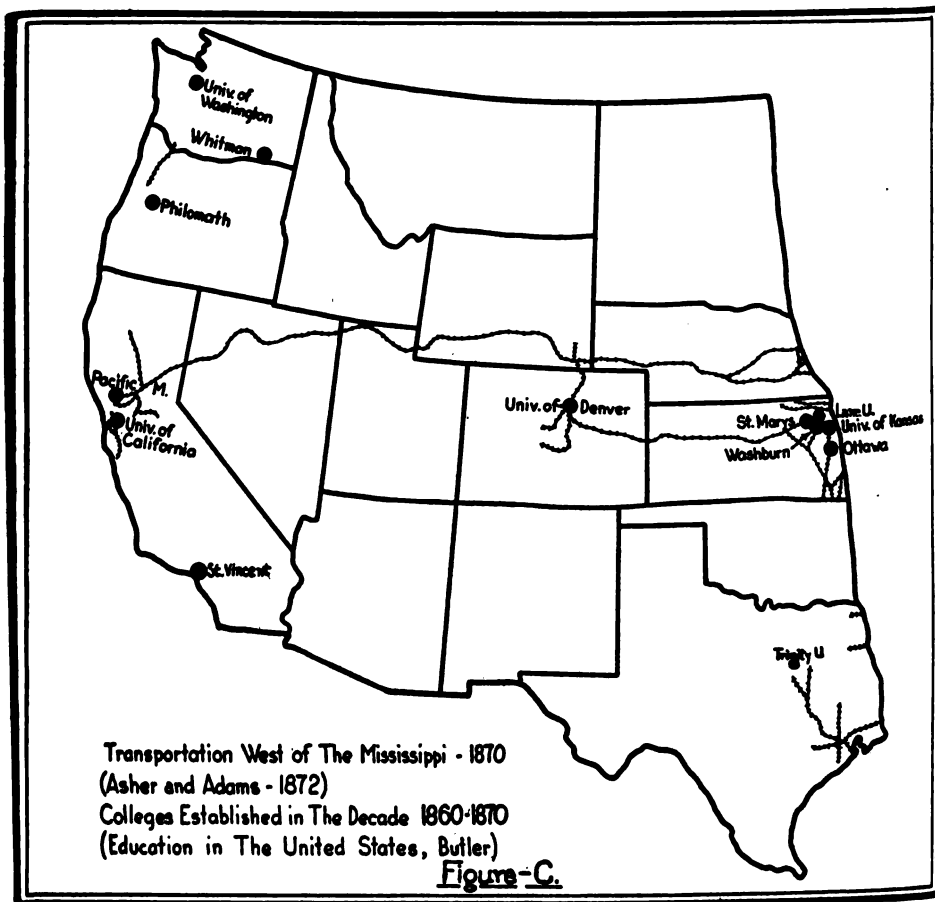 Univ. of
Washington
Whitman
Philomath
Pacific M.
Univ. of
California
St. Vincent
Univ. of Denver
St. Marys
Lane U.
Univ. of Kansas
Washburn
Ottawa
Trinity U
Transportation West of The Mississippi - 1870
(Asher and Adams - 1872)
Colleges Established in The Decade 1860-1870
(Education in The United States, Butler)
Figure-C.